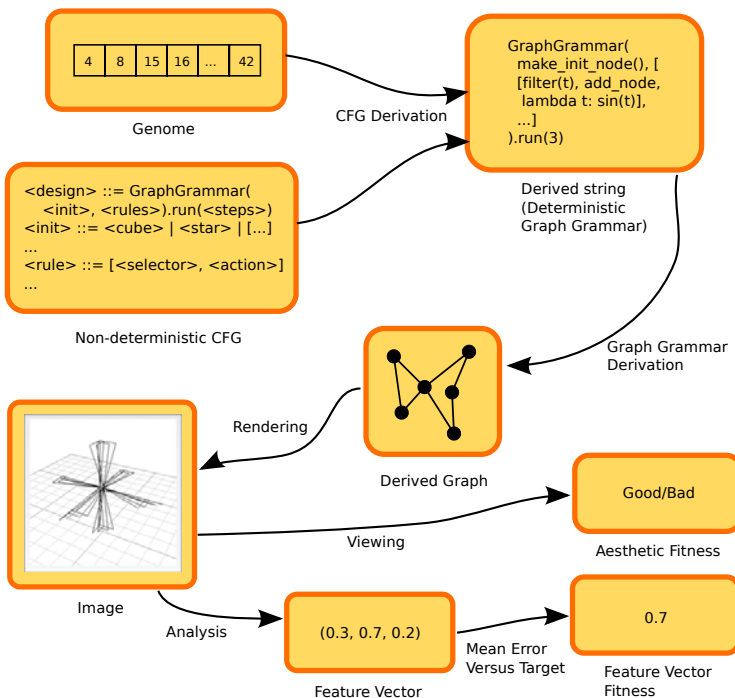 4 8 15 16 ... 42
Genome
CFG Derivation
GraphGrammar(
make_init_node(), [
[filter(t), add_node,
lambda t: sin(t)],
...]
).run(3)
Derived string
(Deterministic
Graph Grammar)
<design> ::= GraphGrammar(
<init>, <rules>).run(<steps>)
<init> ::= <cube> | <star> | [...]
...
<rule> ::= [<selector>, <action>]
...
Non-deterministic CFG
Graph Grammar
Derivation
Derived Graph
Rendering
Image
Viewing
Good/Bad
Aesthetic Fitness
Analysis
(0.3, 0.7, 0.2)
Feature Vector
Mean Error
Versus Target
0.7
Feature Vector
Fitness